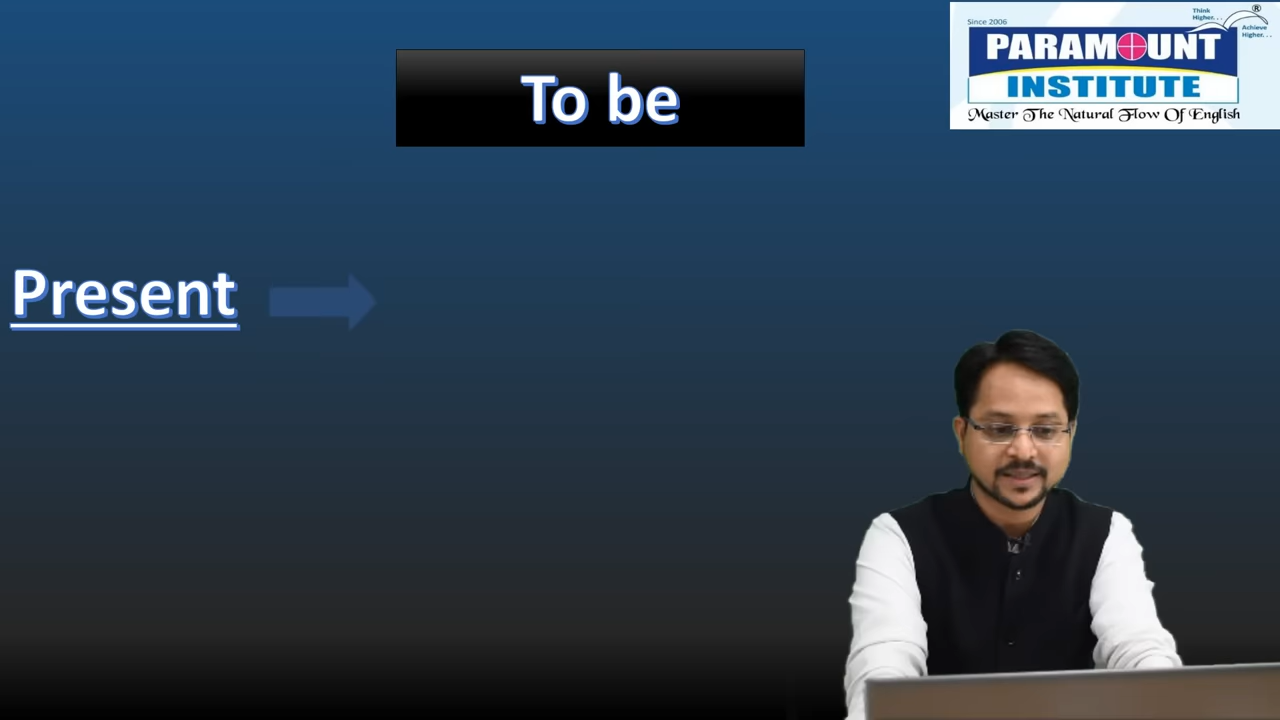 Since 2006
Think
Higher. . .
®
Achieve
Higher. . .
PARAMOUNT
INSTITUTE
Master The Natural Flow Of English
To be
Present